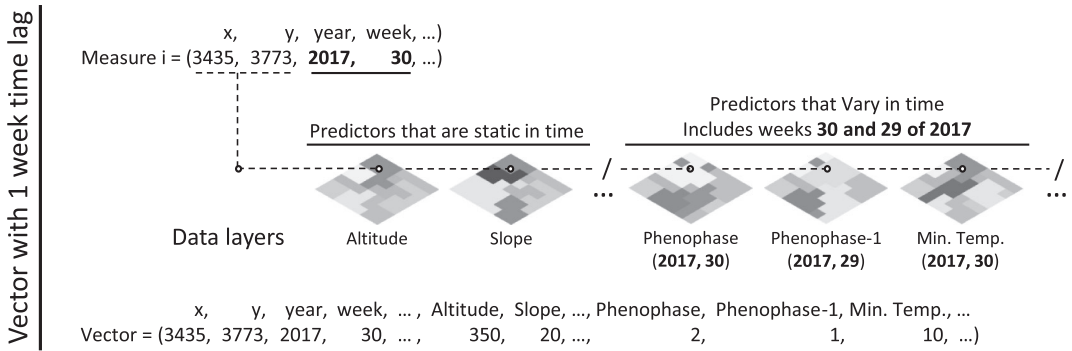 Vector with 1 week time lag
x, y, year, week, ...)
Measure i = (3435, 3773, 2017, 30, ...)
Predictors that are static in time
Predictors that Vary in time
Includes weeks 30 and 29 of 2017
/ ... / ...
Data layers
Altitude
Slope
Phenophase
(2017, 30)
Phenophase-1
(2017, 29)
Min. Temp.
(2017, 30)
x, y, year, week, ... , Altitude, Slope, ..., Phenophase, Phenophase-1, Min. Temp., ...
Vector = (3435, 3773, 2017, 30, ... , 350, 20, ..., 2, 1, 10, ...)